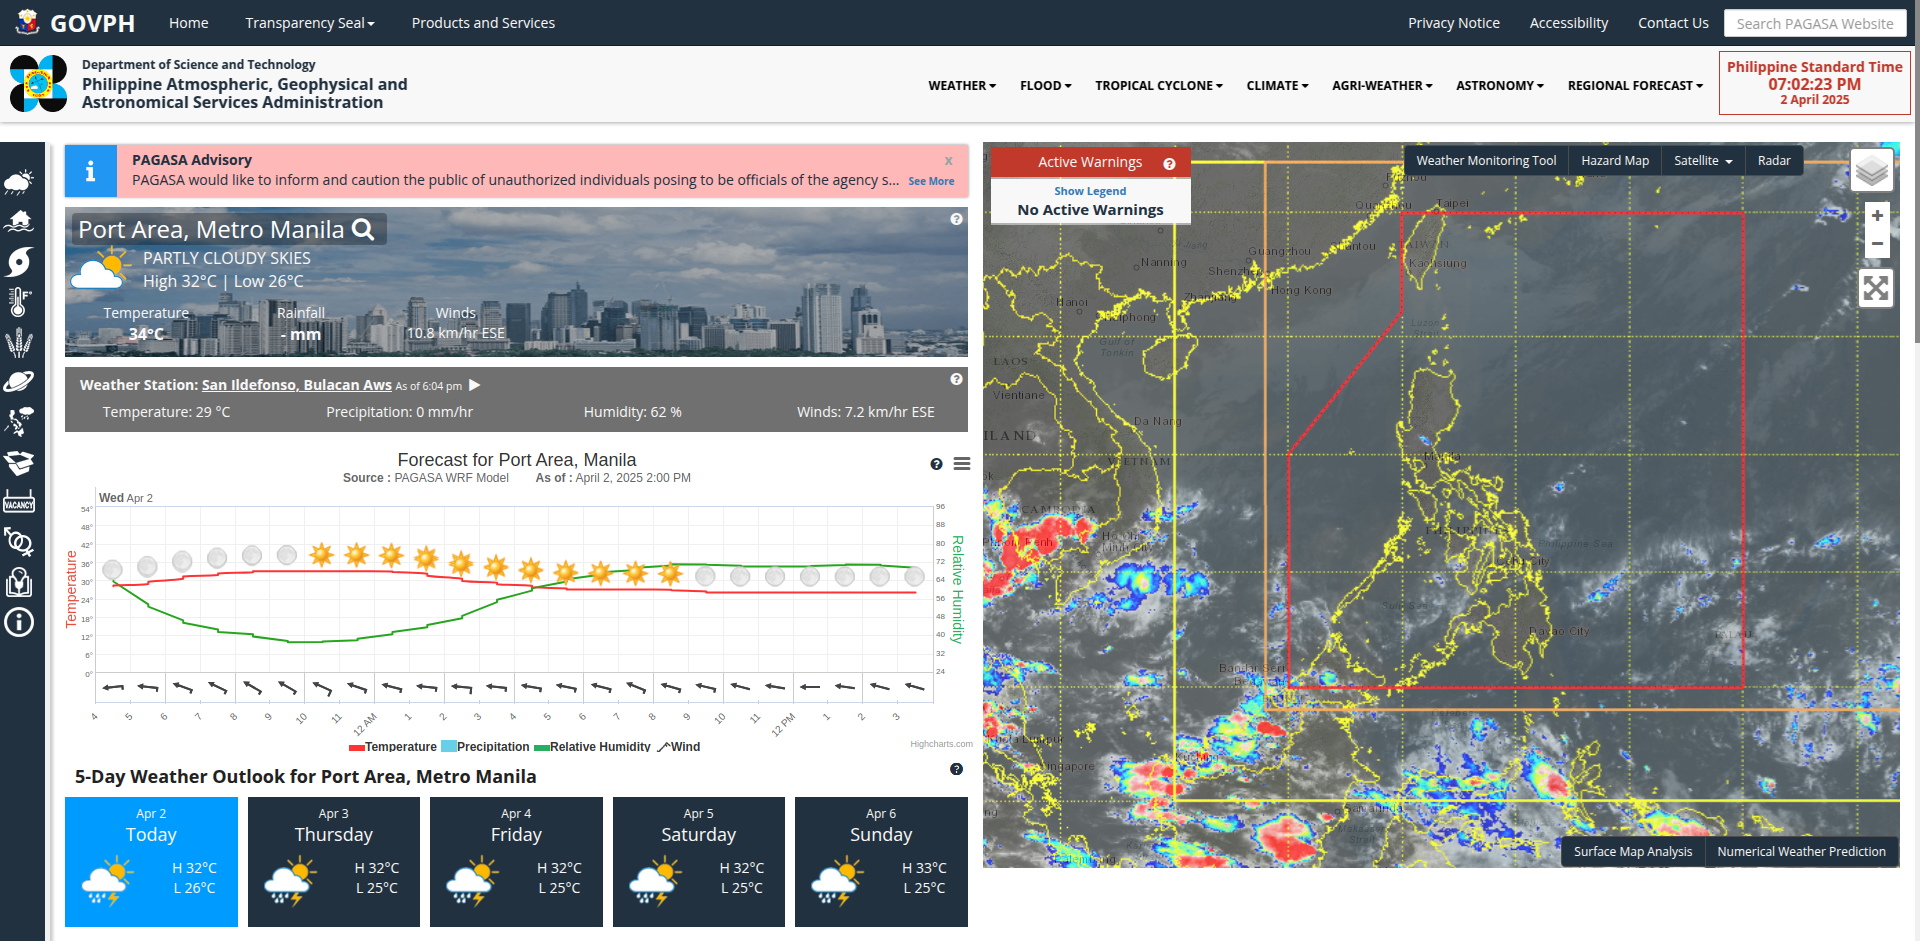 GOVPH
Home
Transparency Seal
Products and Services
Privacy Notice
Accessibility
Contact Us
Search PAGASA Website
Department of Science and Technology
Philippine Atmospheric, Geophysical and
Astronomical Services Administration
WEATHER
FLOOD
TROPICAL CYCLONE
CLIMATE
AGRI-WEATHER
ASTRONOMY
REGIONAL FORECAST
Philippine Standard Time
07:02:23 PM
2 April 2025
VACANCY
PAGASA Advisory
x
PAGASA would like to inform and caution the public of unauthorized individuals posing to be officials of the agency s... See More
Port Area, Metro Manila
PARTLY CLOUDY SKIES
High 32°C | Low 26°C
Temperature
34°C
Rainfall
- mm
Winds
10.8 km/hr ESE
Weather Station: San Ildefonso, Bulacan Aws As of 6:04 pm
Temperature: 29 °C
Precipitation: 0 mm/hr
Humidity: 62 %
Winds: 7.2 km/hr ESE
Forecast for Port Area, Manila
Source : PAGASA WRF Model As of : April 2, 2025 2:00 PM
Wed Apr 2
Temperature
54°
48°
42°
36°
30°
24°
18°
12°
6°
0°
96
88
80
72
64
56
48
40
32
24
Relative Humidity
4 5 6 7 8 9 10 11 12 AM 1 2 3 4 5 6 7 8 9 10 11 12 PM 1 2 3
Temperature Precipitation Relative Humidity Wind
Highcharts.com
5-Day Weather Outlook for Port Area, Metro Manila
Apr 2
Today
H 32°C
L 26°C
Apr 3
Thursday
H 32°C
L 25°C
Apr 4
Friday
H 32°C
L 25°C
Apr 5
Saturday
H 32°C
L 25°C
Apr 6
Sunday
H 33°C
L 25°C
Active Warnings
Show Legend
No Active Warnings
Weather Monitoring Tool
Hazard Map
Satellite
Radar
+
−
Taipei
Guangzhou
Nanning
Kaohsiung
Shenzhen
Hong Kong
Hanoi
Luzon
Gulf of
Tonkin
LAOS
Vientiane
Da Nang
VIETNAM
CAMBODIA
Manila
Philippine Sea
Davao City
PALAU
Bandar Seri
Kuching
Surface Map Analysis
Numerical Weather Prediction